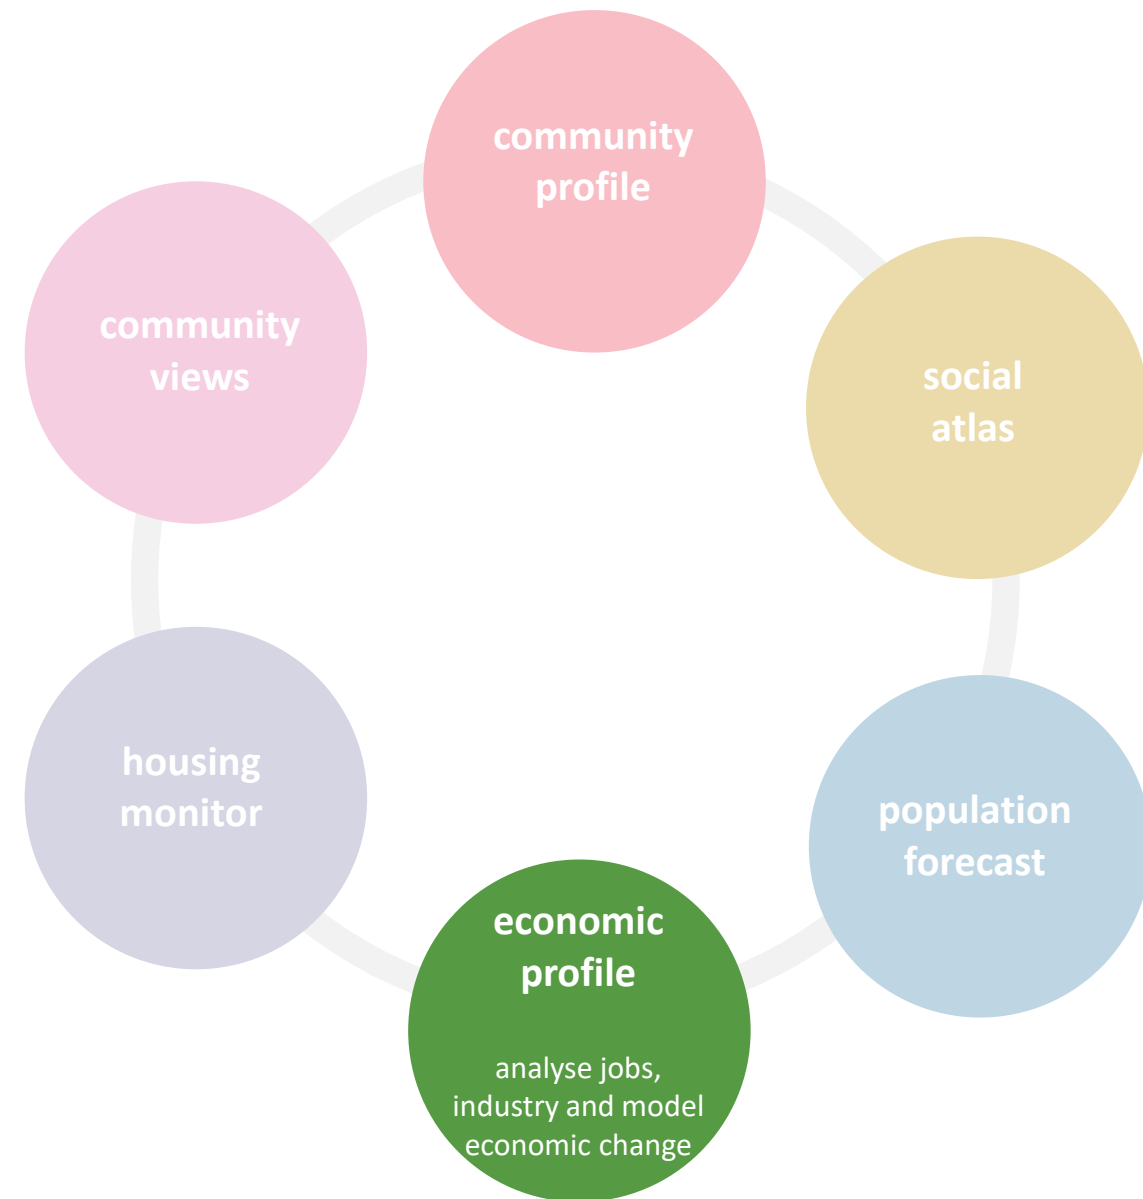 community
profile
social
atlas
population
forecast
economic
profile
analyse jobs,
industry and model
economic change
housing
monitor
community
views